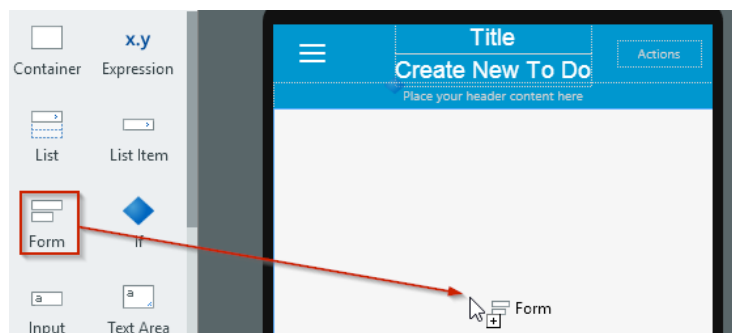 x.y
Container
Expression
List
List Item
Form
If
a
a
Input
Text Area
Title
Create New To Do
Place your header content here
Actions
Form